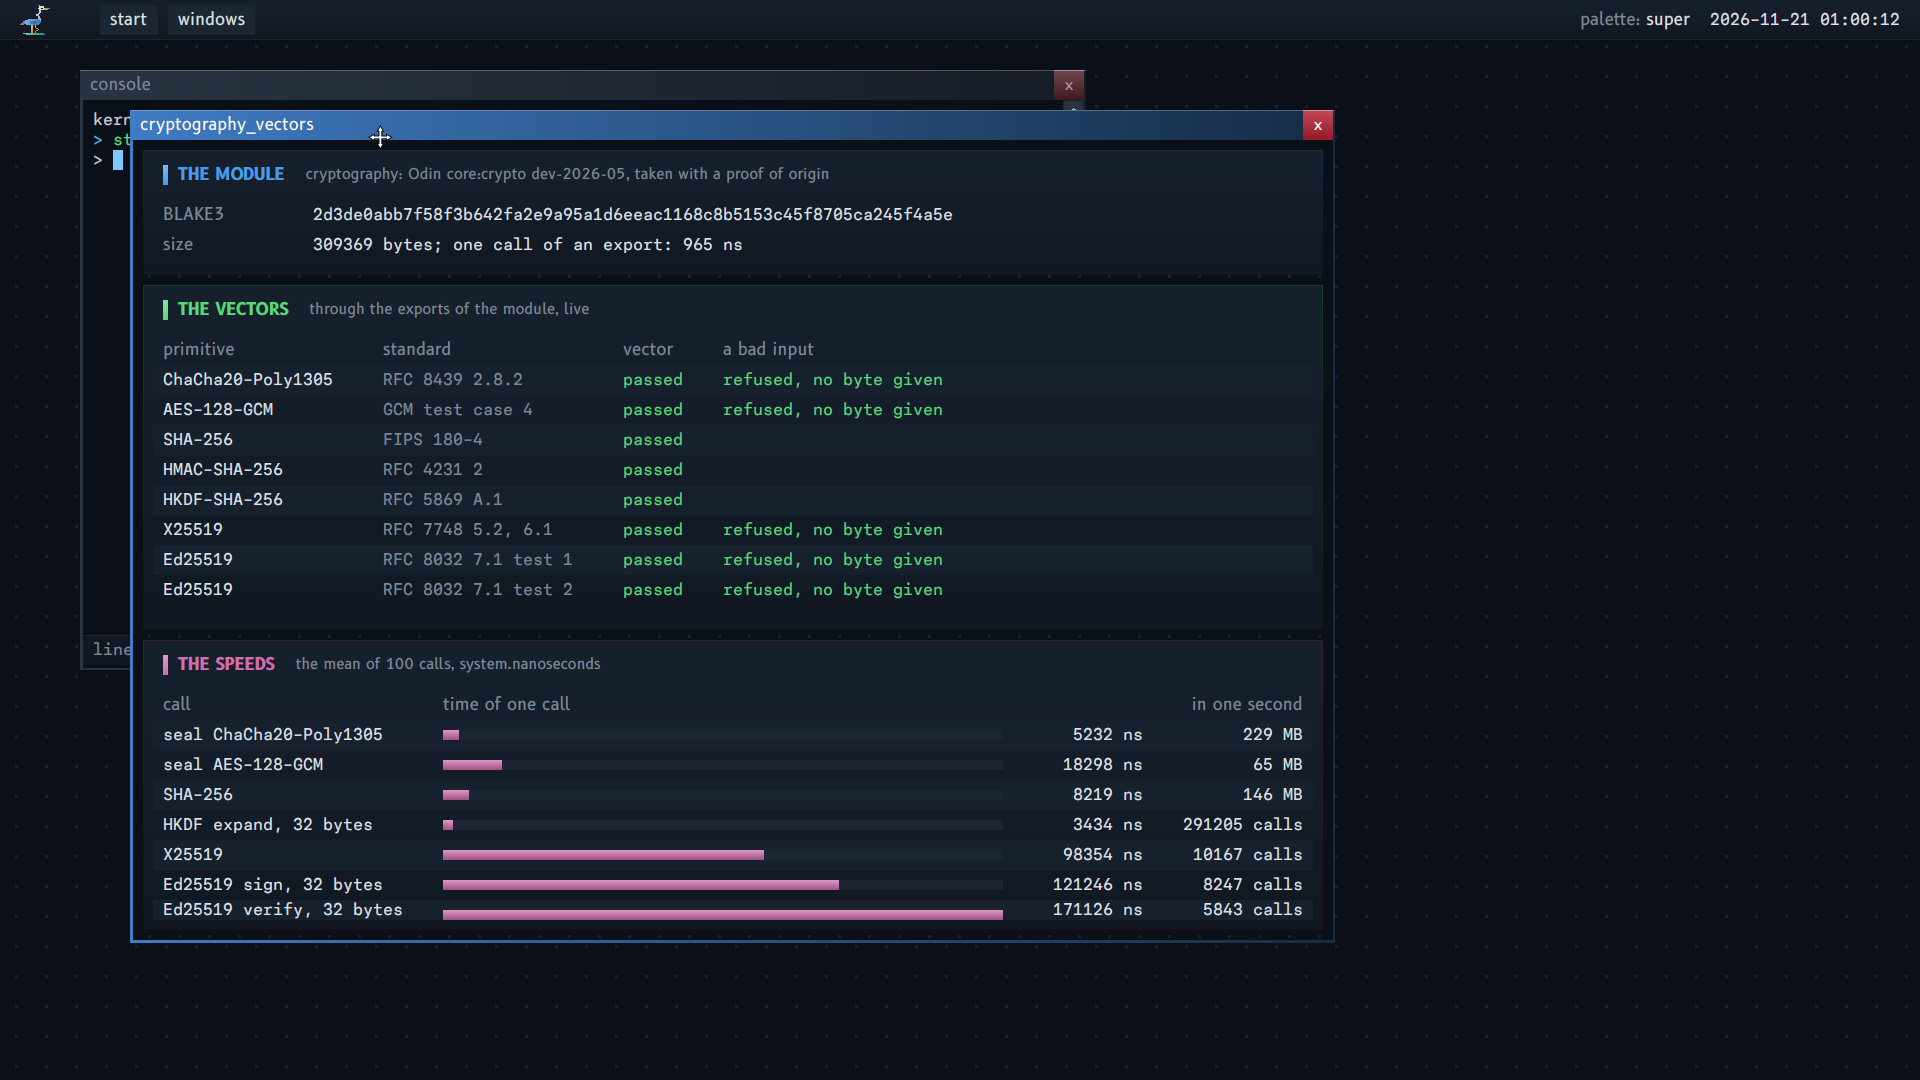 start windows palette: super 2026-11-21 01:00:12
console x
kern
> st
>
line
cryptography_vectors x
THE MODULE cryptography: Odin core:crypto dev-2026-05, taken with a proof of origin
BLAKE3 2d3de0abb7f58f3b642fa2e9a95a1d6eeac1168c8b5153c45f8705ca245f4a5e
size 309369 bytes; one call of an export: 965 ns
THE VECTORS through the exports of the module, live
primitive standard vector a bad input
ChaCha20-Poly1305 RFC 8439 2.8.2 passed refused, no byte given
AES-128-GCM GCM test case 4 passed refused, no byte given
SHA-256 FIPS 180-4 passed
HMAC-SHA-256 RFC 4231 2 passed
HKDF-SHA-256 RFC 5869 A.1 passed
X25519 RFC 7748 5.2, 6.1 passed refused, no byte given
Ed25519 RFC 8032 7.1 test 1 passed refused, no byte given
Ed25519 RFC 8032 7.1 test 2 passed refused, no byte given
THE SPEEDS the mean of 100 calls, system.nanoseconds
call time of one call in one second
seal ChaCha20-Poly1305 5232 ns 229 MB
seal AES-128-GCM 18298 ns 65 MB
SHA-256 8219 ns 146 MB
HKDF expand, 32 bytes 3434 ns 291205 calls
X25519 98354 ns 10167 calls
Ed25519 sign, 32 bytes 121246 ns 8247 calls
Ed25519 verify, 32 bytes 171126 ns 5843 calls